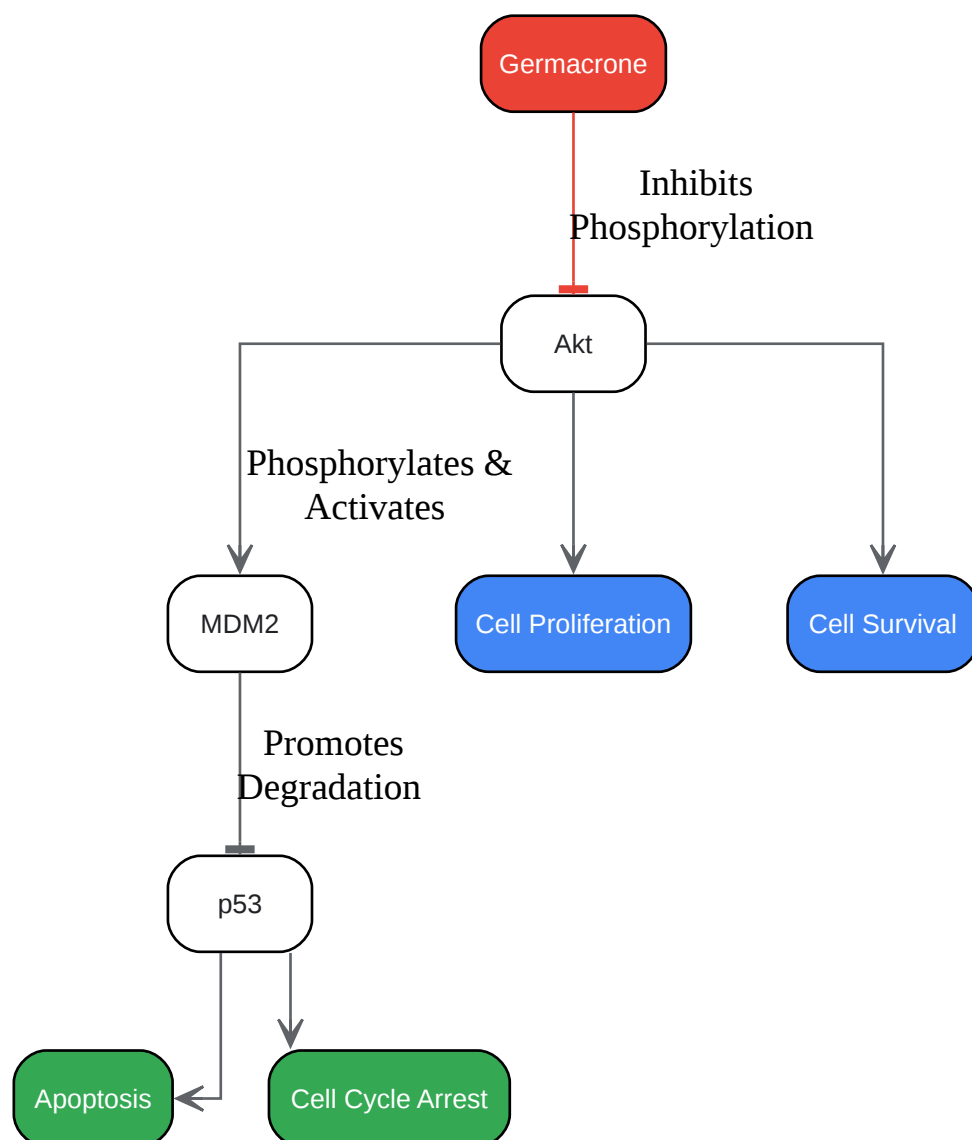 Germacrone
Inhibits
Phosphorylation
Akt
Phosphorylates &
Activates
MDM2
Cell Proliferation
Cell Survival
Promotes
Degradation
p53
Apoptosis
Cell Cycle Arrest